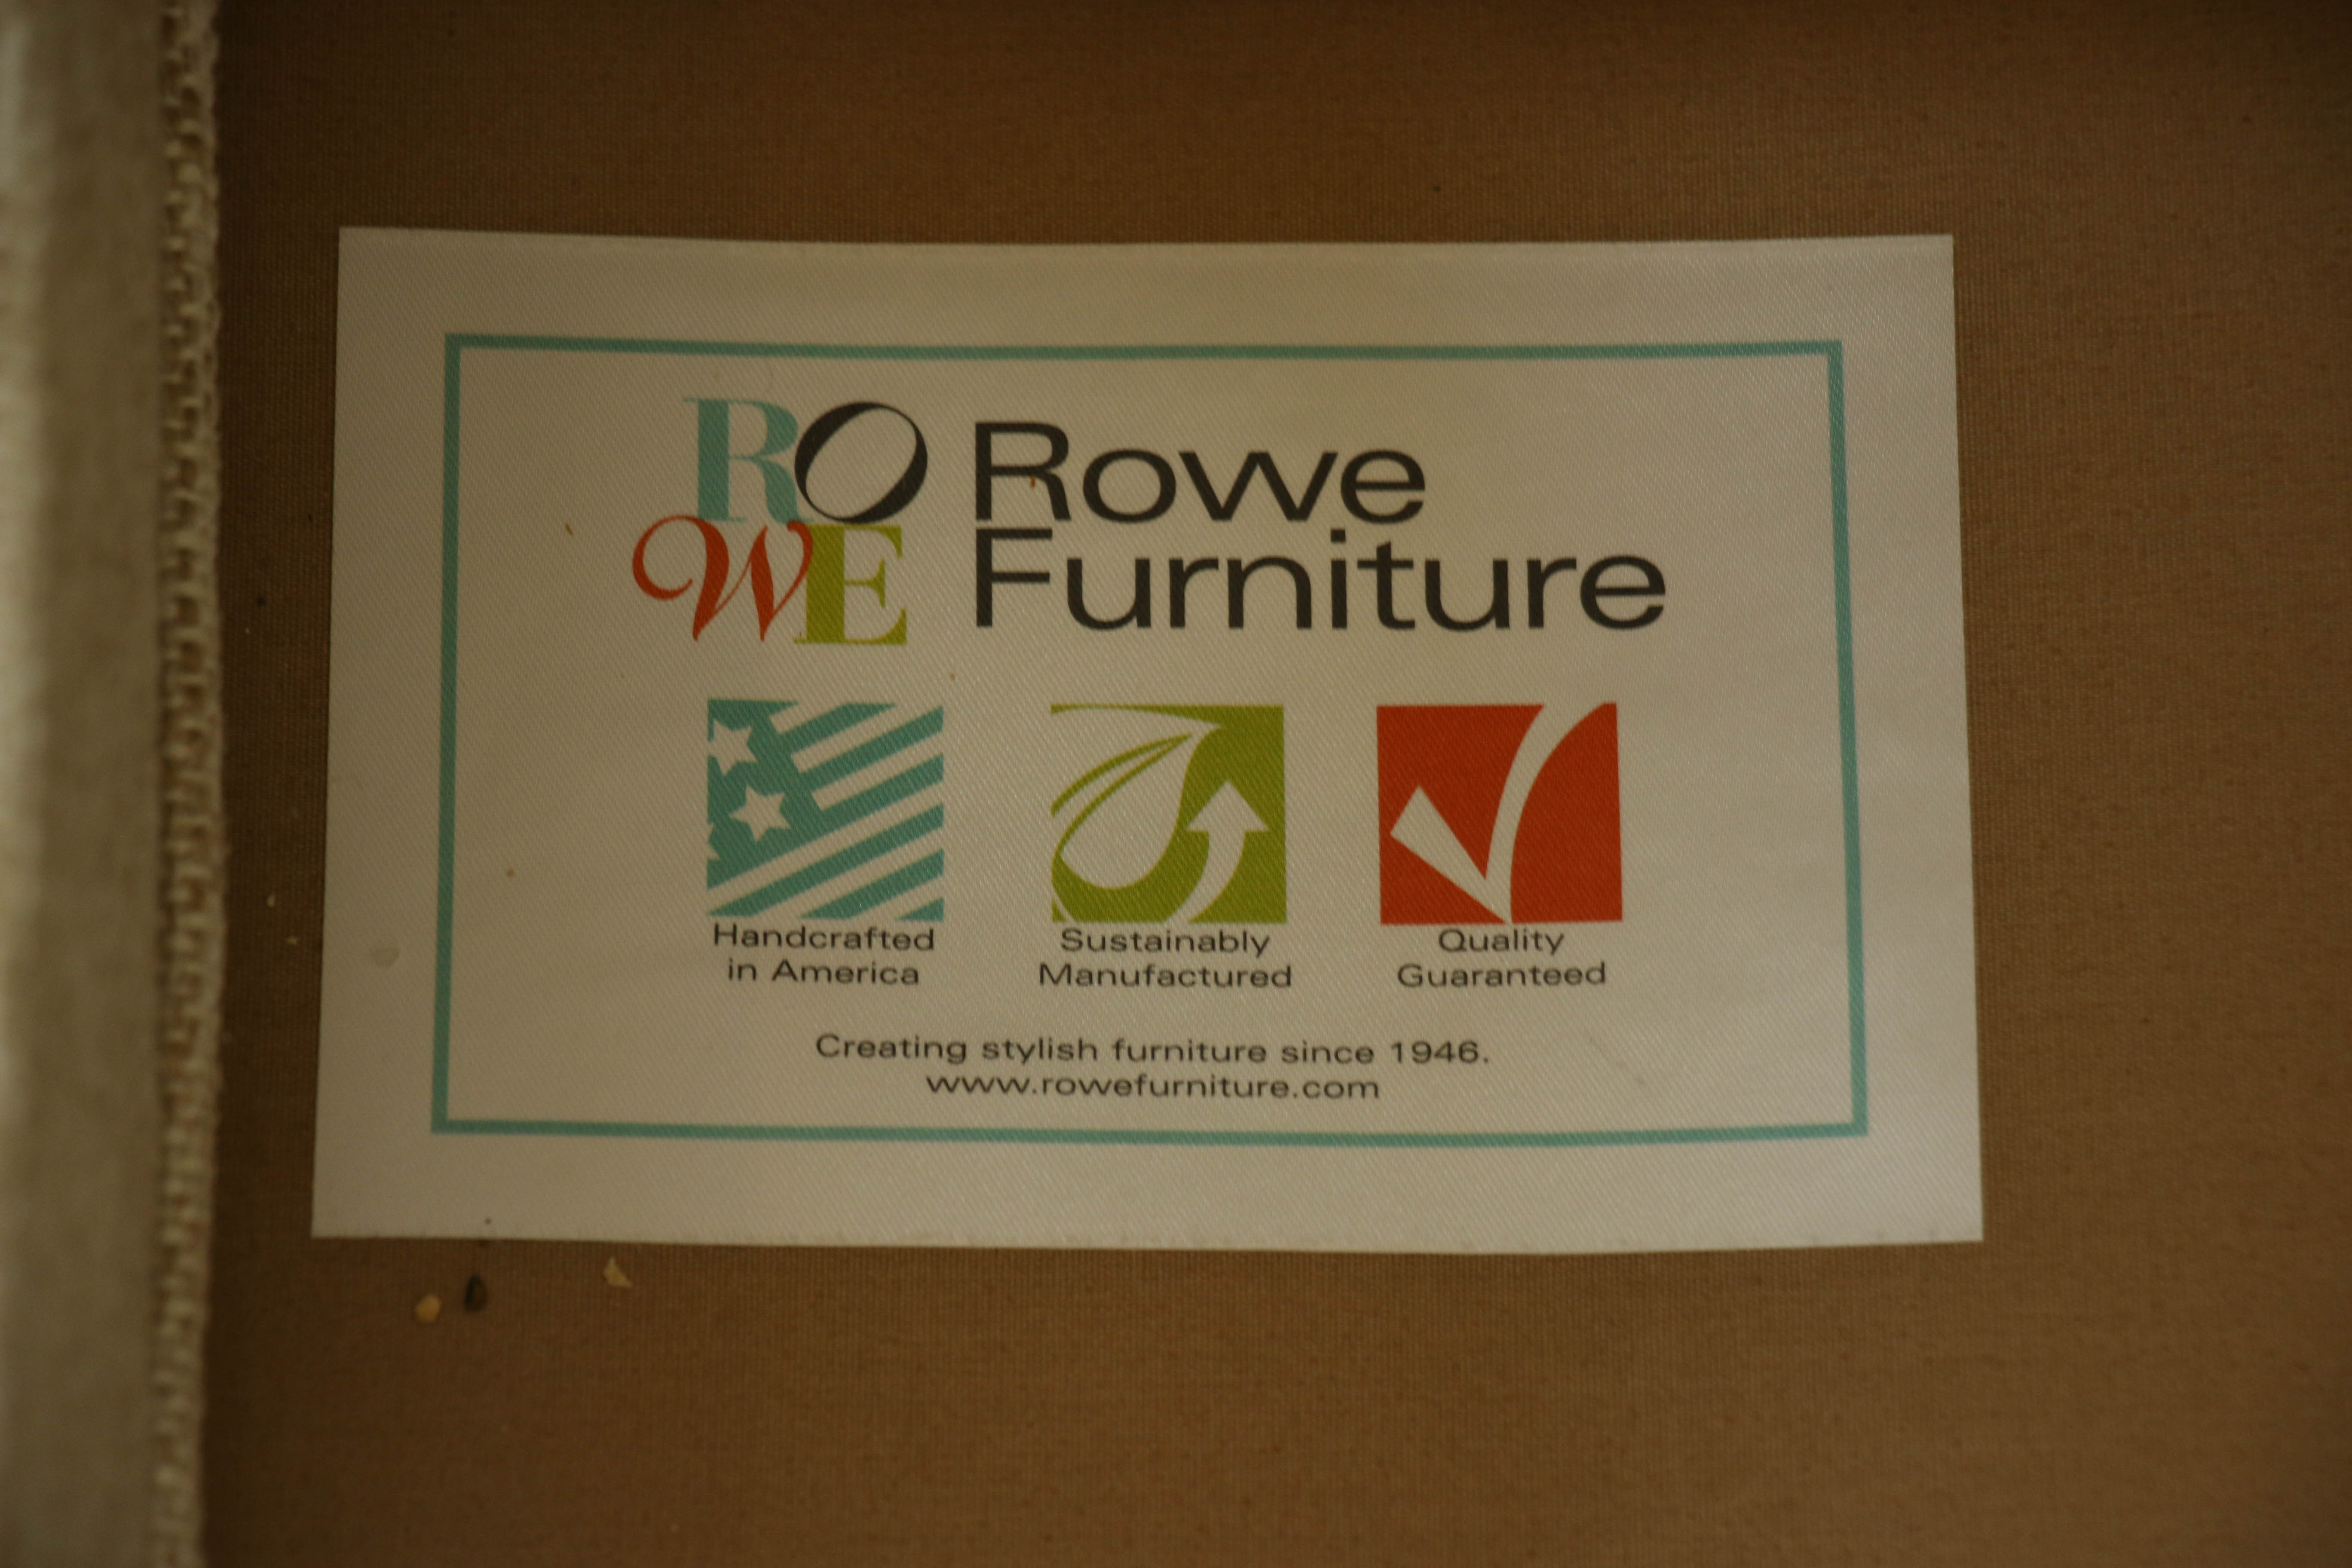 RO
WE
Rowe
Furniture
Handcrafted
in America
Sustainably
Manufactured
Quality
Guaranteed
Creating stylish furniture since 1946.
www.rowefurniture.com